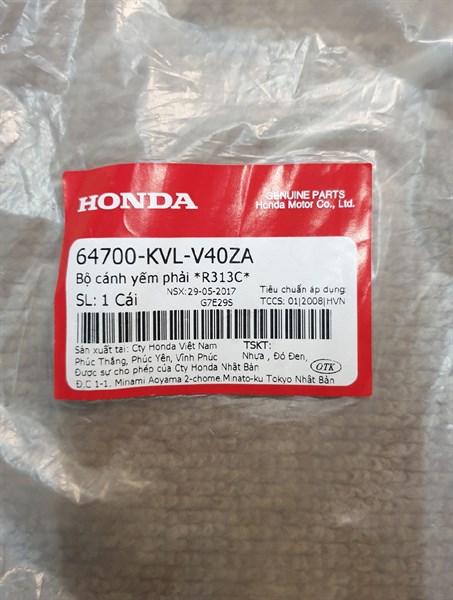 HONDA
GENUINE PARTS
Honda Motor Co., Ltd.
64700-KVL-V40ZA
Bộ cánh yếm phải *R313C*
SL: 1 Cái
NSX:29-05-2017
G7E29S
Tiêu chuẩn áp dụng:
TCCS: 01|2008|HVN
Sản xuất tại: Cty Honda Việt Nam
Phúc Thắng, Phúc Yên, Vĩnh Phúc
Được sự cho phép của Cty Honda Nhật Bản
Đ.C 1-1. Minami Aoyama 2-chome.Minato-ku Tokyo Nhật Bản
TSKT:
Nhựa , Đỏ Đen,
OTK